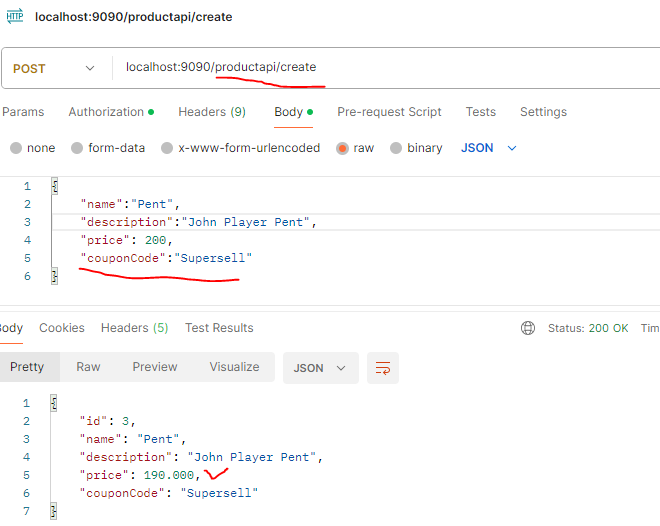 HTTP localhost:9090/productapi/create
POST localhost:9090/productapi/create
Params Authorization Headers (9) Body Pre-request Script Tests Settings
none form-data x-www-form-urlencoded raw binary JSON
1 {
2 "name":"Pent",
3 "description":"John Player Pent",
4 "price": 200,
5 "couponCode":"Supersell"
6 }
Body Cookies Headers (5) Test Results Status: 200 OK Tim
Pretty Raw Preview Visualize JSON
1 {
2 "id": 3,
3 "name": "Pent",
4 "description": "John Player Pent",
5 "price": 190.000,
6 "couponCode": "Supersell"
7 }